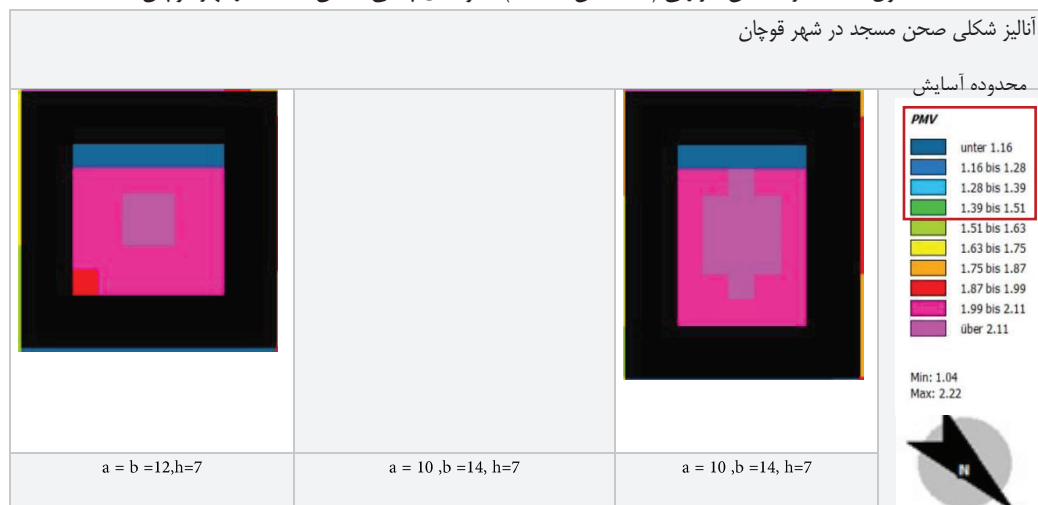 آنالیز شکلی صحن مسجد در شهر قوچان
محدوده آسایش
PMV
unter 1.16
1.16 bis 1.28
1.28 bis 1.39
1.39 bis 1.51
1.51 bis 1.63
1.63 bis 1.75
1.75 bis 1.87
1.87 bis 1.99
1.99 bis 2.11
über 2.11
Min: 1.04
Max: 2.22
N
a = b =12,h=7
a = 10 ,b =14, h=7
a = 10 ,b =14, h=7